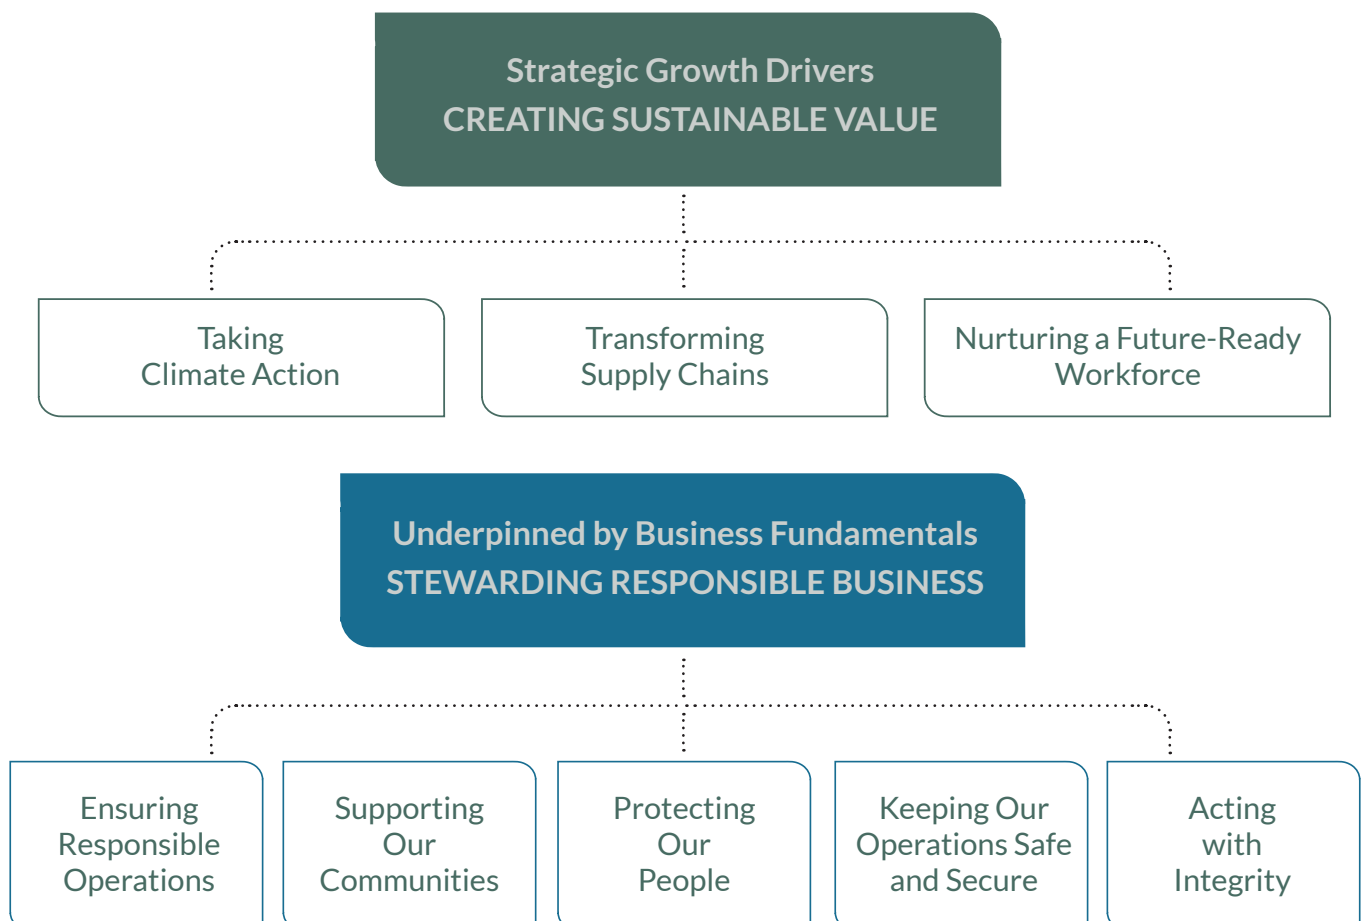 Strategic Growth Drivers
CREATING SUSTAINABLE VALUE
Taking
Climate Action
Transforming
Supply Chains
Nurturing a Future-Ready
Workforce
Underpinned by Business Fundamentals
STEWARDING RESPONSIBLE BUSINESS
Ensuring
Responsible
Operations
Supporting
Our
Communities
Protecting
Our
People
Keeping Our
Operations Safe
and Secure
Acting
with
Integrity